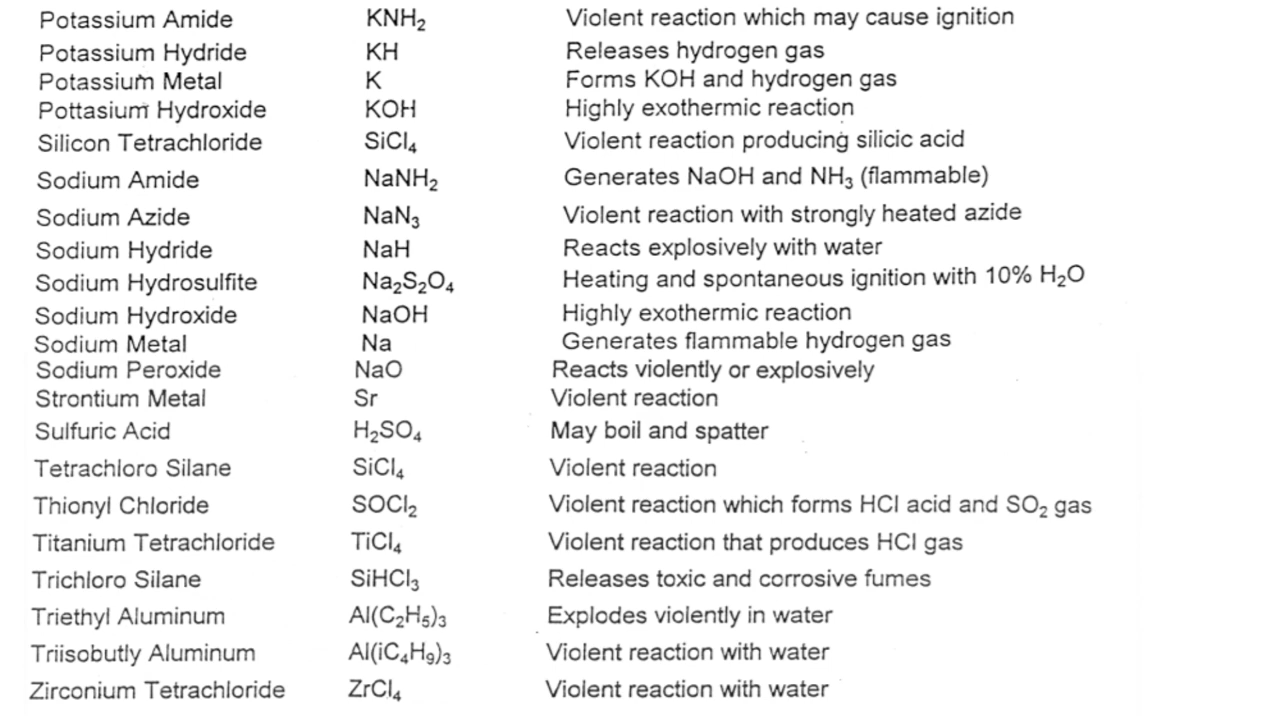 Potassium Amide KNH₂ Violent reaction which may cause ignition
Potassium Hydride KH Releases hydrogen gas
Potassium Metal K Forms KOH and hydrogen gas
Pottasium Hydroxide KOH Highly exothermic reaction
Silicon Tetrachloride SiCl₄ Violent reaction producing silicic acid
Sodium Amide NaNH₂ Generates NaOH and NH₃ (flammable)
Sodium Azide NaN₃ Violent reaction with strongly heated azide
Sodium Hydride NaH Reacts explosively with water
Sodium Hydrosulfite Na₂S₂O₄ Heating and spontaneous ignition with 10% H₂O
Sodium Hydroxide NaOH Highly exothermic reaction
Sodium Metal Na Generates flammable hydrogen gas
Sodium Peroxide NaO Reacts violently or explosively
Strontium Metal Sr Violent reaction
Sulfuric Acid H₂SO₄ May boil and spatter
Tetrachloro Silane SiCl₄ Violent reaction
Thionyl Chloride SOCl₂ Violent reaction which forms HCl acid and SO₂ gas
Titanium Tetrachloride TiCl₄ Violent reaction that produces HCl gas
Trichloro Silane SiHCl₃ Releases toxic and corrosive fumes
Triethyl Aluminum Al(C₂H₅)₃ Explodes violently in water
Triisobutly Aluminum Al(iC₄H₉)₃ Violent reaction with water
Zirconium Tetrachloride ZrCl₄ Violent reaction with water